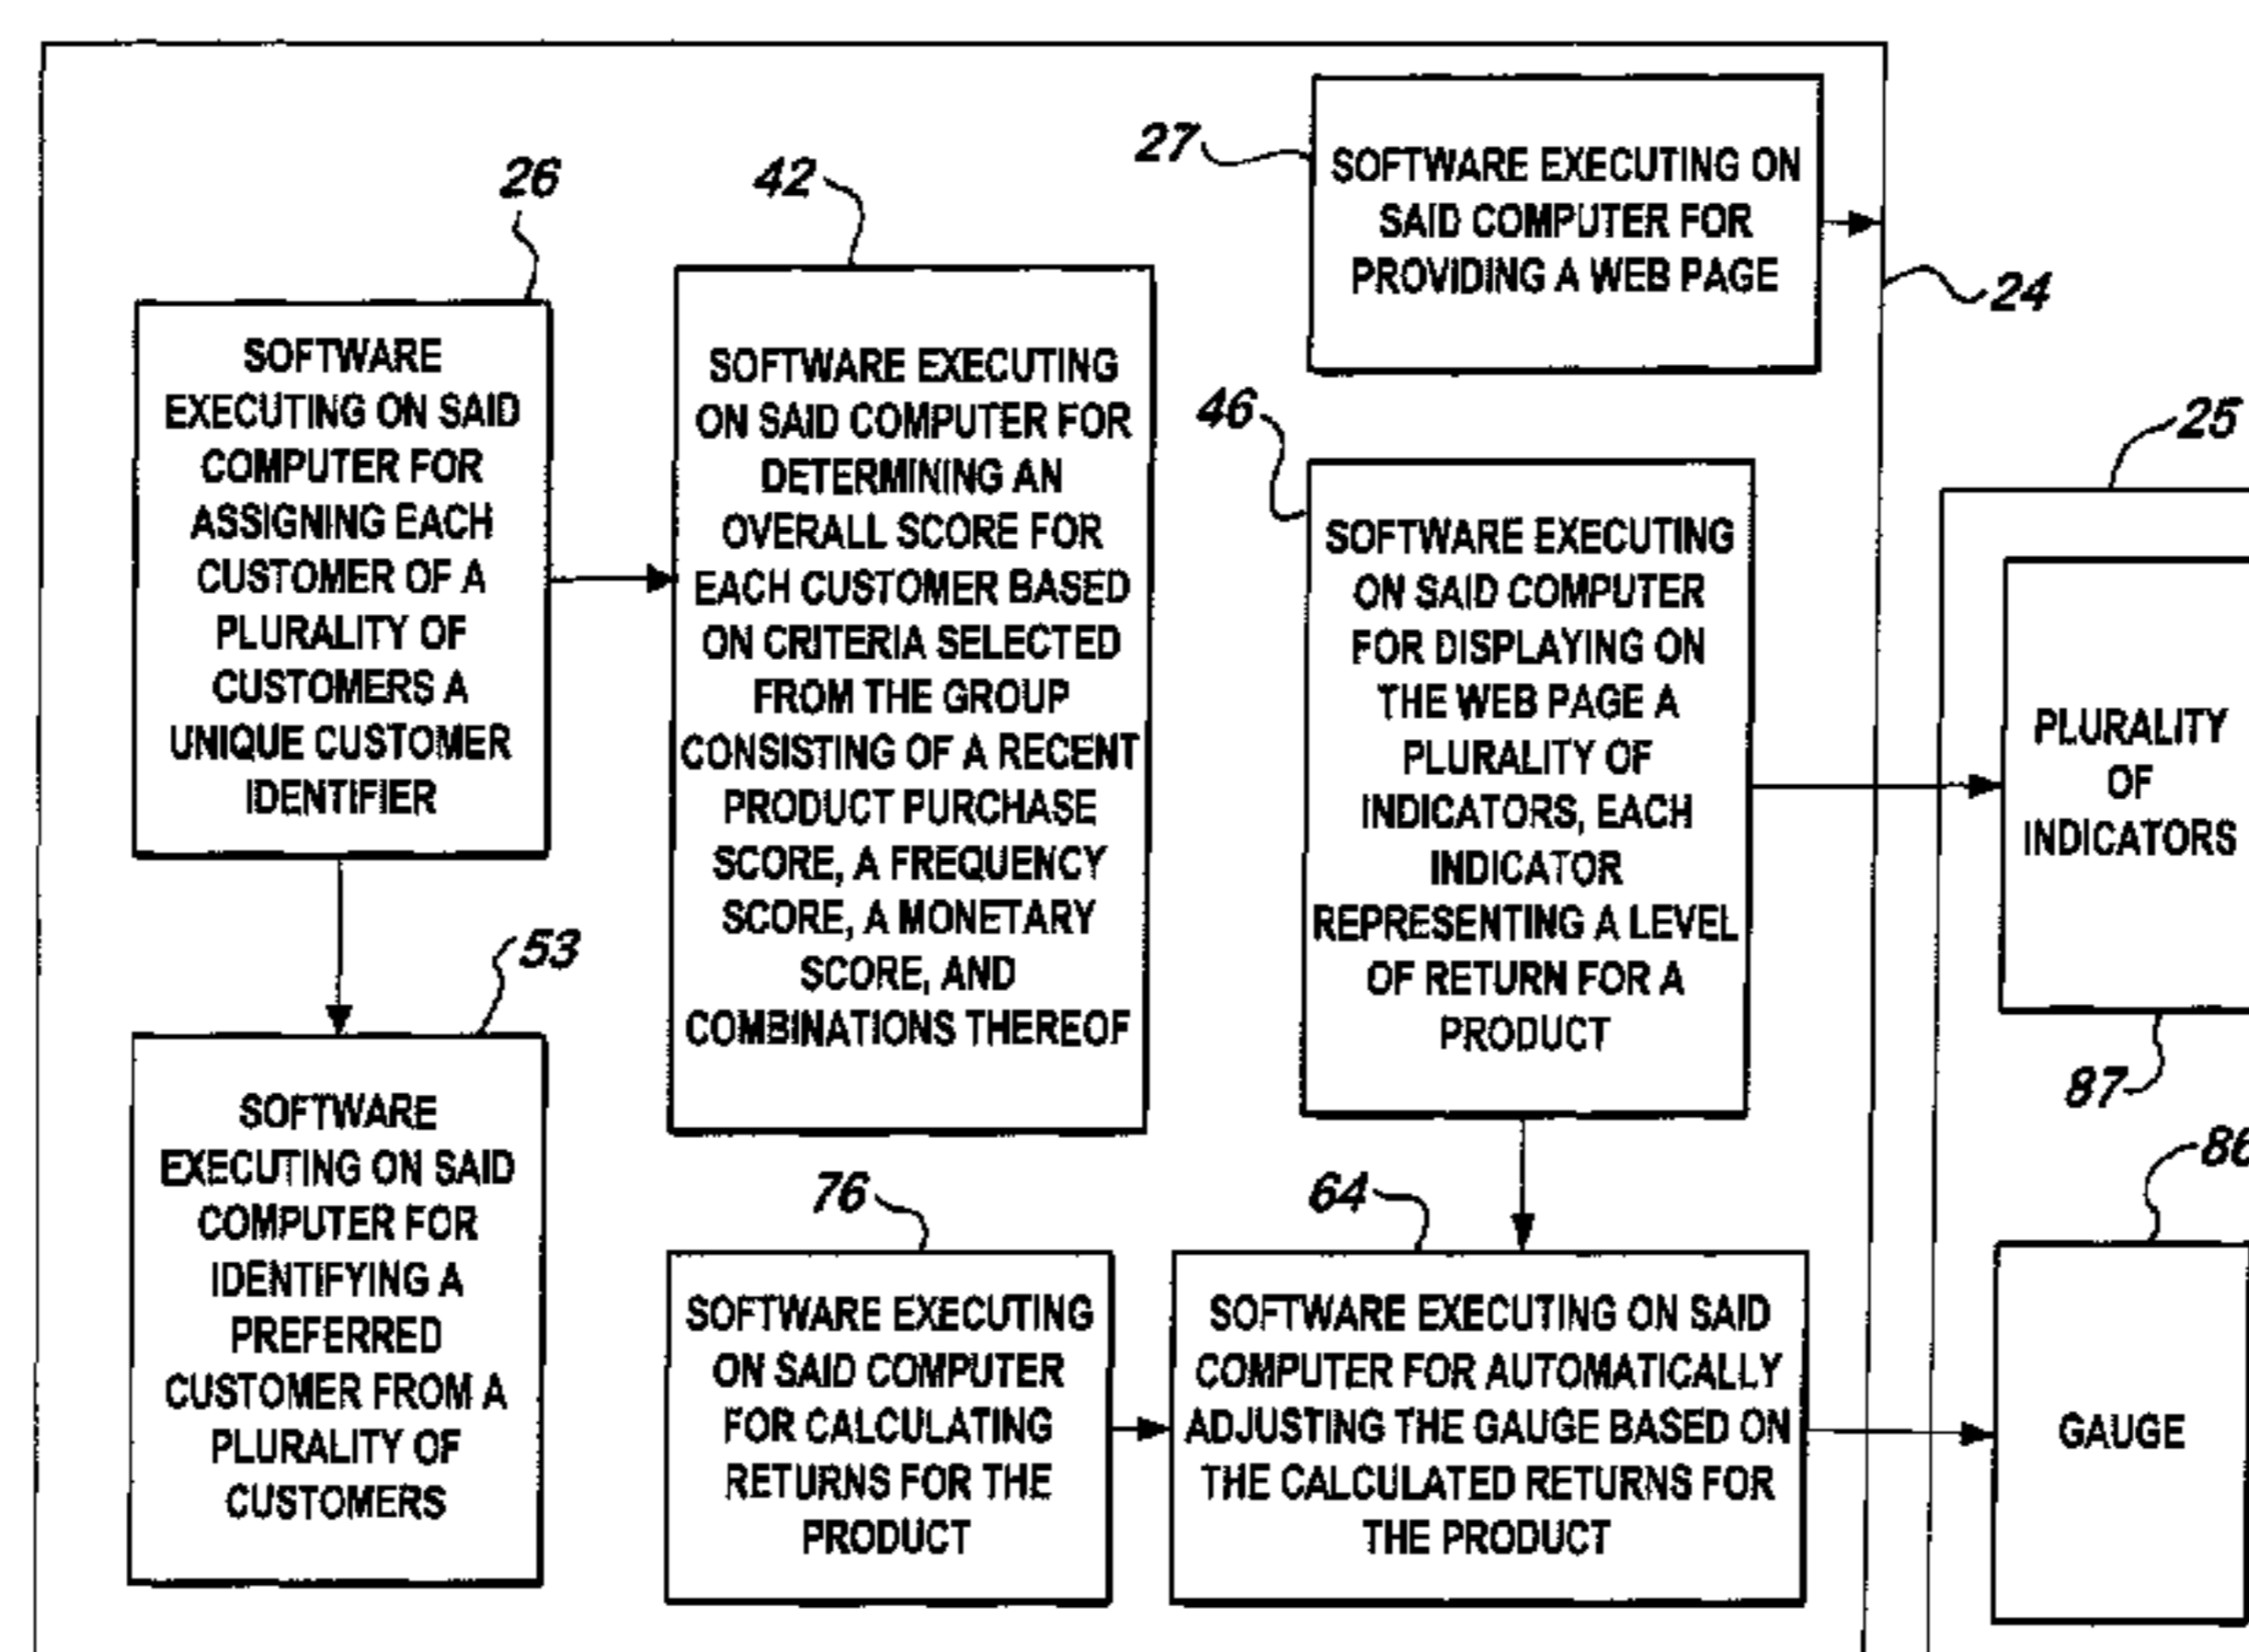 27
SOFTWARE EXECUTING ON
SAID COMPUTER FOR
PROVIDING A WEB PAGE
24
26
SOFTWARE
EXECUTING ON SAID
COMPUTER FOR
ASSIGNING EACH
CUSTOMER OF A
PLURALITY OF
CUSTOMERS A
UNIQUE CUSTOMER
IDENTIFIER
42
SOFTWARE EXECUTING
ON SAID COMPUTER FOR
DETERMINING AN
OVERALL SCORE FOR
EACH CUSTOMER BASED
ON CRITERIA SELECTED
FROM THE GROUP
CONSISTING OF A RECENT
PRODUCT PURCHASE
SCORE, A FREQUENCY
SCORE, A MONETARY
SCORE, AND
COMBINATIONS THEREOF
46
SOFTWARE EXECUTING
ON SAID COMPUTER
FOR DISPLAYING ON
THE WEB PAGE A
PLURALITY OF
INDICATORS, EACH
INDICATOR
REPRESENTING A LEVEL
OF RETURN FOR A
PRODUCT
25
PLURALITY
OF
INDICATORS
87
53
SOFTWARE
EXECUTING ON SAID
COMPUTER FOR
IDENTIFYING A
PREFERRED
CUSTOMER FROM A
PLURALITY OF
CUSTOMERS
76
SOFTWARE EXECUTING
ON SAID COMPUTER
FOR CALCULATING
RETURNS FOR THE
PRODUCT
64
SOFTWARE EXECUTING ON SAID
COMPUTER FOR AUTOMATICALLY
ADJUSTING THE GAUGE BASED ON
THE CALCULATED RETURNS FOR
THE PRODUCT
86
GAUGE